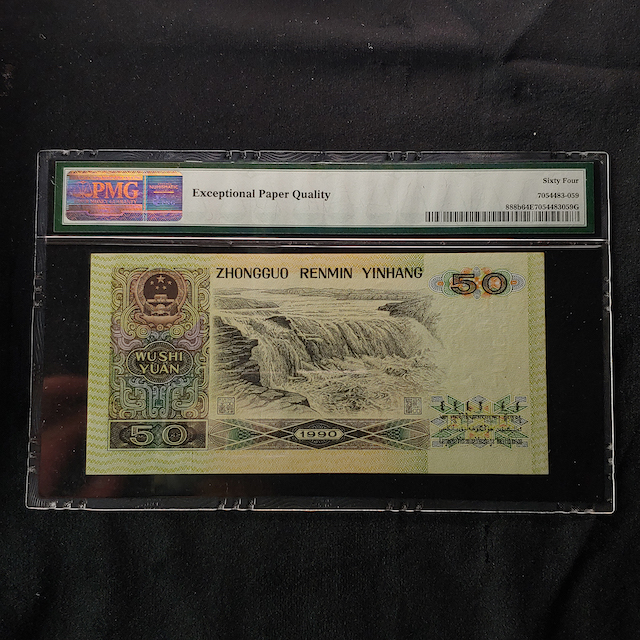 PMG
Exceptional Paper Quality
Sixty Four
7054483-059
888b64E7054483059G
ZHONGGUO RENMIN YINHANG
50
WU SHI
YUAN
50
1990